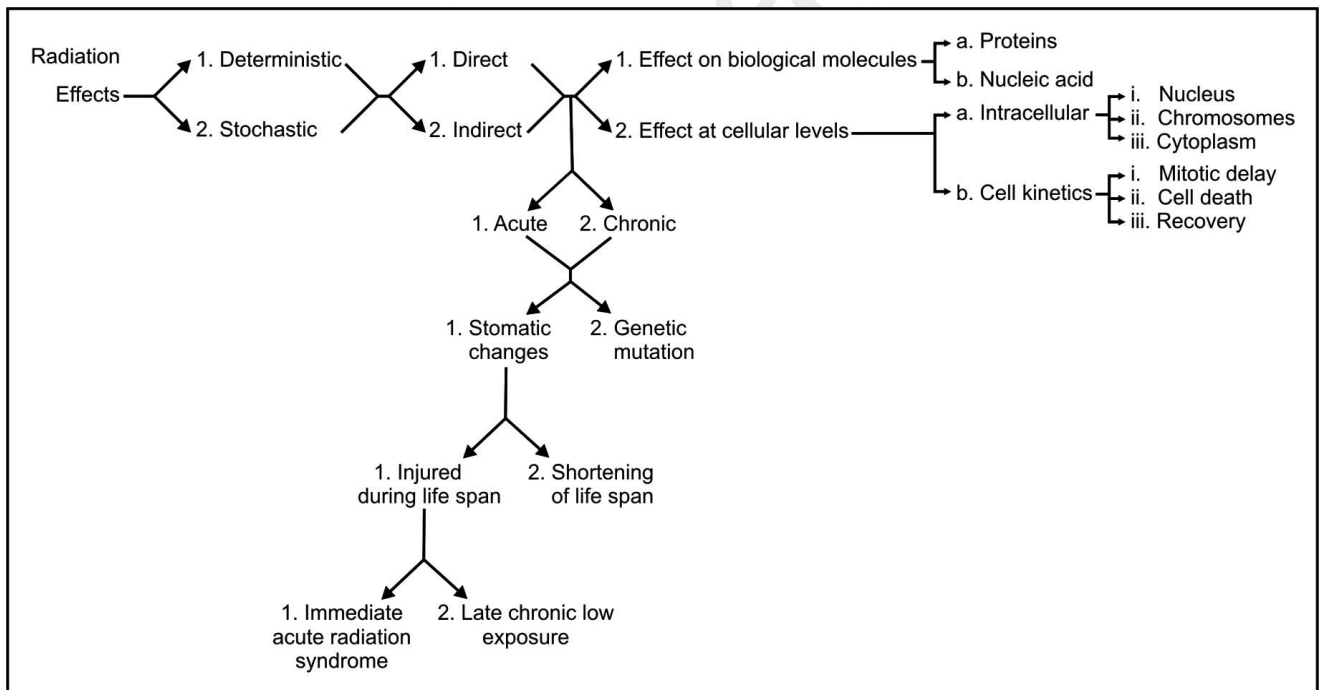 Radiation
Effects
1. Deterministic
2. Stochastic
1. Direct
2. Indirect
1. Effect on biological molecules
2. Effect at cellular levels
a. Proteins
b. Nucleic acid
a. Intracellular
i. Nucleus
ii. Chromosomes
iii. Cytoplasm
b. Cell kinetics
i. Mitotic delay
ii. Cell death
iii. Recovery
1. Acute
2. Chronic
1. Stomatic
changes
2. Genetic
mutation
1. Injured
during life span
2. Shortening
of life span
1. Immediate
acute radiation
syndrome
2. Late chronic low
exposure